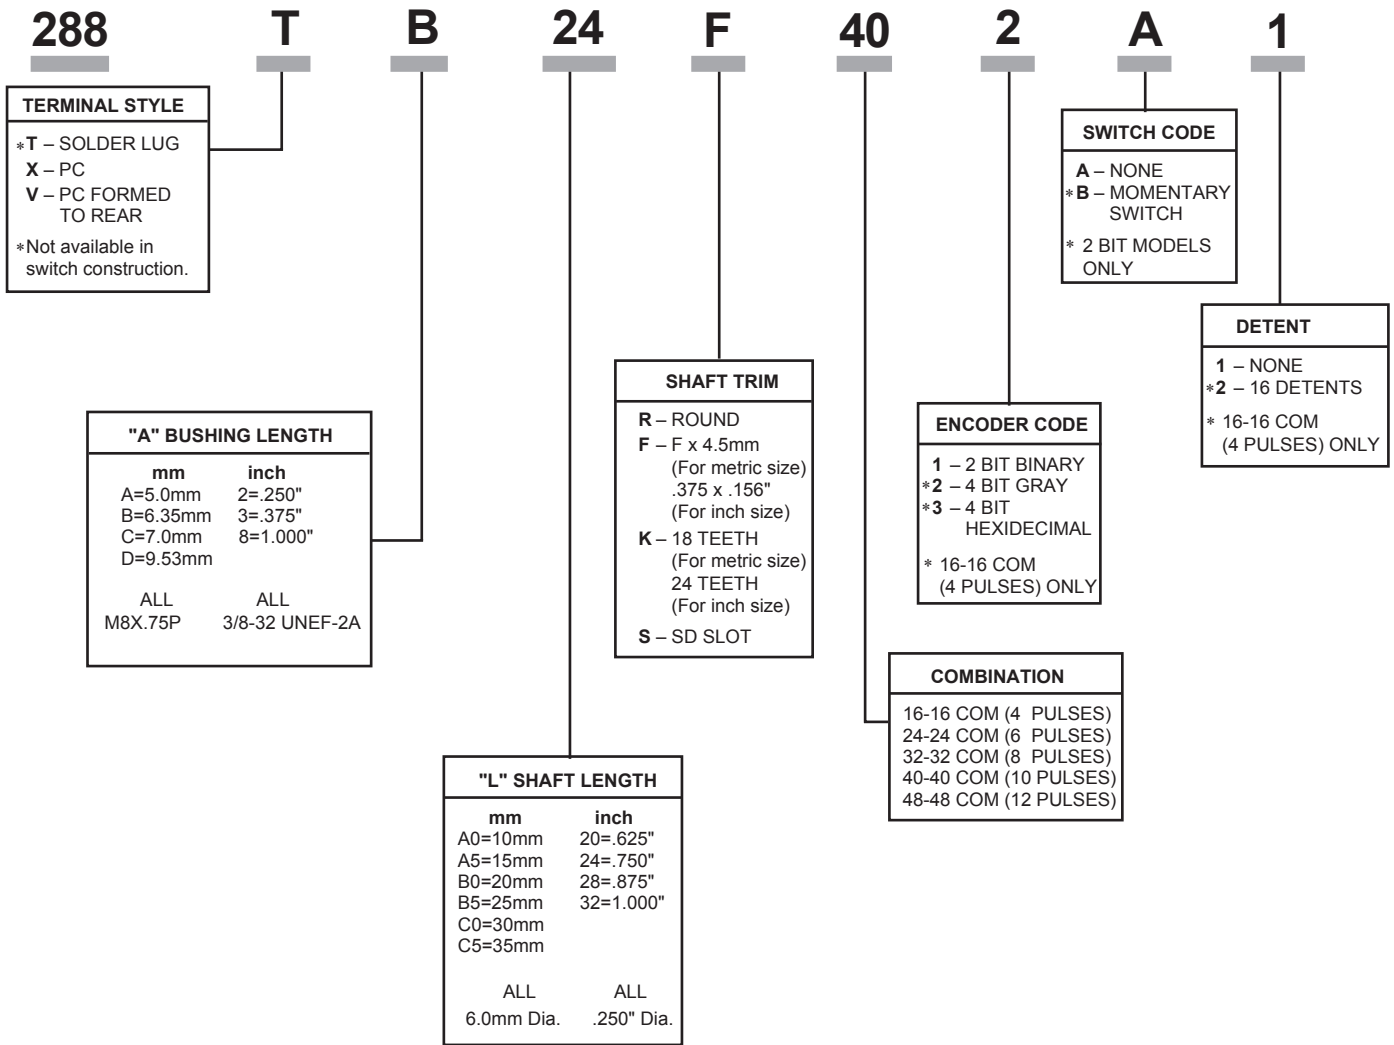 288 T B 24 F 40 2 A 1
TERMINAL STYLE
*T – SOLDER LUG
X – PC
V – PC FORMED
TO REAR
*Not available in
switch construction.
"A" BUSHING LENGTH
mm inch
A=5.0mm 2=.250"
B=6.35mm 3=.375"
C=7.0mm 8=1.000"
D=9.53mm
ALL ALL
M8X.75P 3/8-32 UNEF-2A
"L" SHAFT LENGTH
mm inch
A0=10mm 20=.625"
A5=15mm 24=.750"
B0=20mm 28=.875"
B5=25mm 32=1.000"
C0=30mm
C5=35mm
ALL ALL
6.0mm Dia. .250" Dia.
SHAFT TRIM
R – ROUND
F – F x 4.5mm
(For metric size)
.375 x .156"
(For inch size)
K – 18 TEETH
(For metric size)
24 TEETH
(For inch size)
S – SD SLOT
COMBINATION
16-16 COM (4 PULSES)
24-24 COM (6 PULSES)
32-32 COM (8 PULSES)
40-40 COM (10 PULSES)
48-48 COM (12 PULSES)
ENCODER CODE
1 – 2 BIT BINARY
*2 – 4 BIT GRAY
*3 – 4 BIT
HEXIDECIMAL
* 16-16 COM
(4 PULSES) ONLY
SWITCH CODE
A – NONE
*B – MOMENTARY
SWITCH
* 2 BIT MODELS
ONLY
DETENT
1 – NONE
*2 – 16 DETENTS
* 16-16 COM
(4 PULSES) ONLY